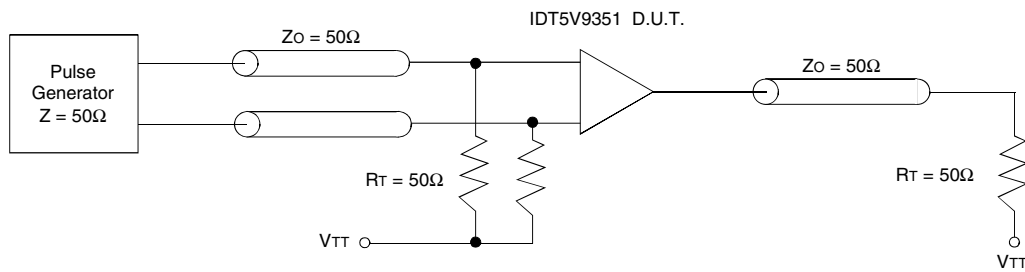 IDT5V9351 D.U.T.
ZO = 50Ω
Pulse
Generator
Z = 50Ω
ZO = 50Ω
RT = 50Ω
RT = 50Ω
VTT
VTT